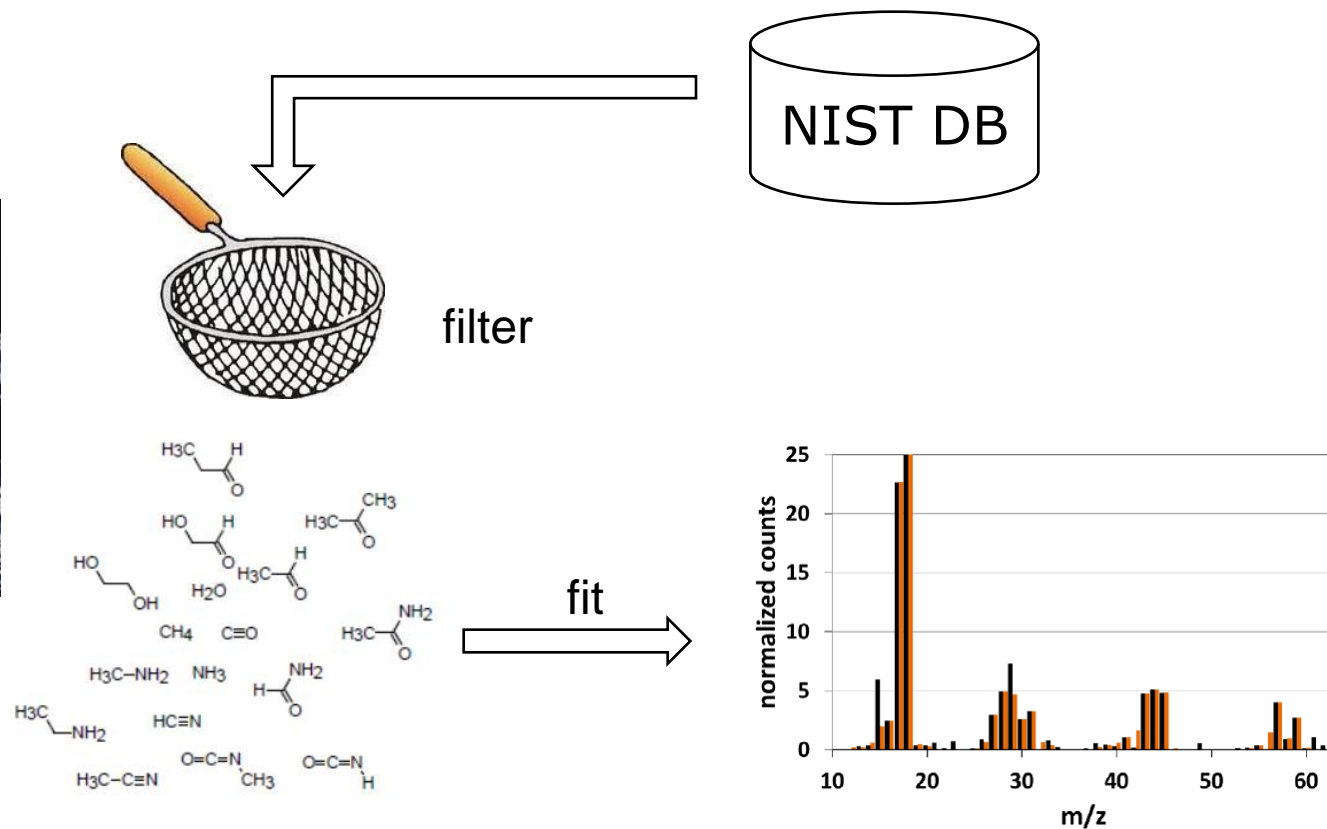 NIST DB
filter
H3C H
O
HO H
O
H3C CH3
O
HO
OH
H2O
H3C H
O
CH4 C≡O
H3C NH2
O
H3C−NH2 NH3
H NH2
O
H3C
NH2
HC≡N
H3C−C≡N
O=C=N
CH3
O=C=N
H
fit
normalized counts
25
20
15
10
5
0
10 20 30 40 50 60
m/z